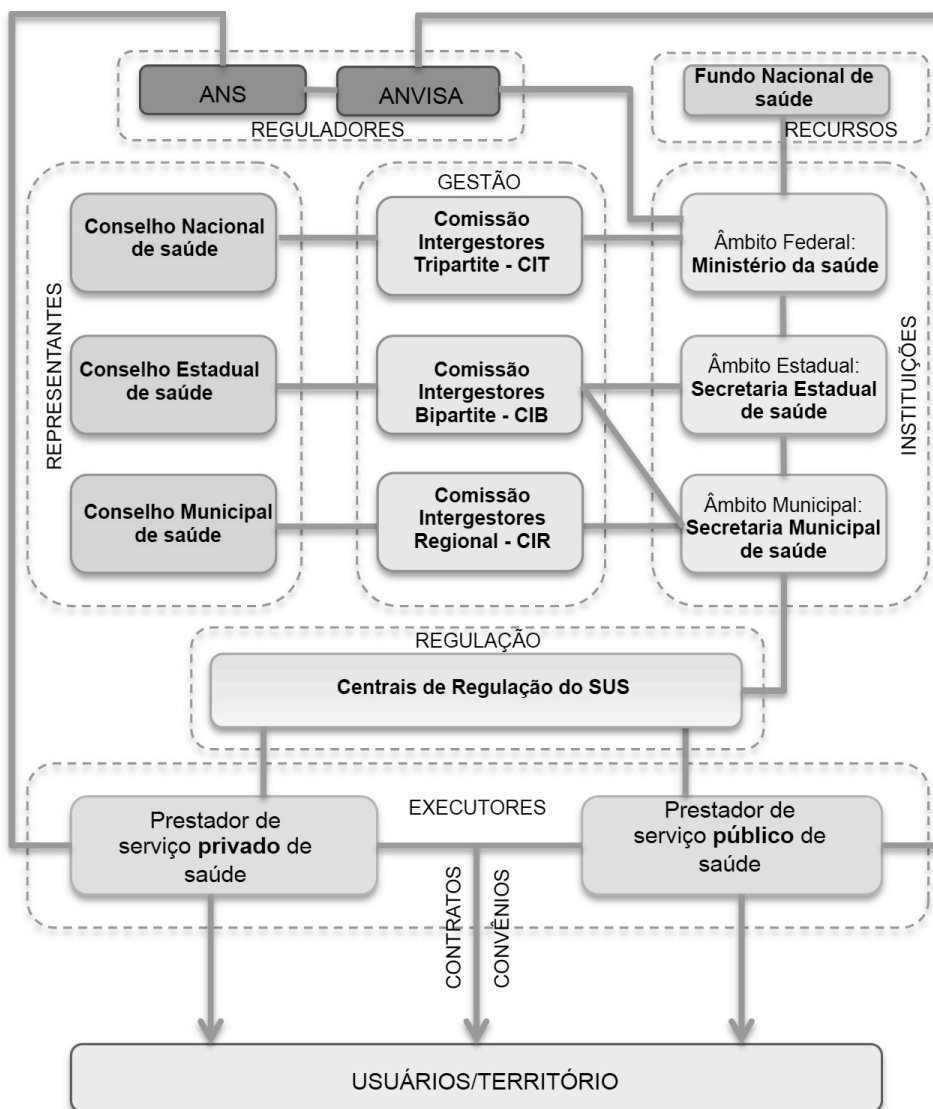 ANS
ANVISA
REGULADORES
Fundo Nacional de
saúde
RECURSOS
REPRESENTANTES
Conselho Nacional
de saúde
Conselho Estadual
de saúde
Conselho Municipal
de saúde
GESTÃO
Comissão
Intergestores
Tripartite - CIT
Comissão
Intergestores
Bipartite - CIB
Comissão
Intergestores
Regional - CIR
Âmbito Federal:
Ministério da saúde
Âmbito Estadual:
Secretaria Estadual
de saúde
Âmbito Municipal:
Secretaria Municipal
de saúde
INSTITUIÇÕES
REGULAÇÃO
Centrais de Regulação do SUS
EXECUTORES
Prestador de
serviço privado de
saúde
Prestador de
serviço público de
saúde
CONTRATOS
CONVÊNIOS
USUÁRIOS/TERRITÓRIO